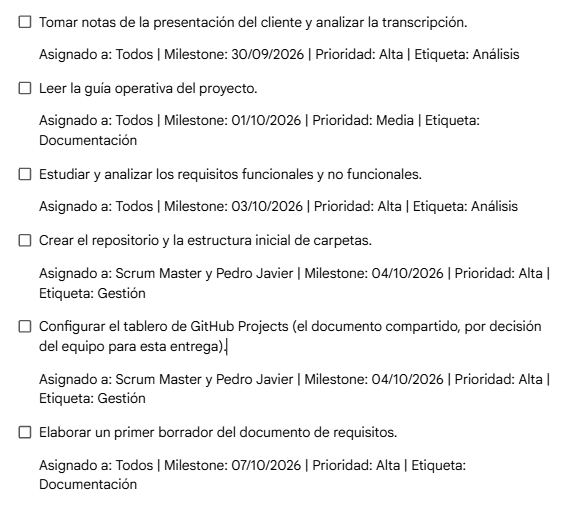 Tomar notas de la presentación del cliente y analizar la transcripción.
Asignado a: Todos | Milestone: 30/09/2026 | Prioridad: Alta | Etiqueta: Análisis
Leer la guía operativa del proyecto.
Asignado a: Todos | Milestone: 01/10/2026 | Prioridad: Media | Etiqueta:
Documentación
Estudiar y analizar los requisitos funcionales y no funcionales.
Asignado a: Todos | Milestone: 03/10/2026 | Prioridad: Alta | Etiqueta: Análisis
Crear el repositorio y la estructura inicial de carpetas.
Asignado a: Scrum Master y Pedro Javier | Milestone: 04/10/2026 | Prioridad: Alta |
Etiqueta: Gestión
Configurar el tablero de GitHub Projects (el documento compartido, por decisión
del equipo para esta entrega).
Asignado a: Scrum Master y Pedro Javier | Milestone: 04/10/2026 | Prioridad: Alta |
Etiqueta: Gestión
Elaborar un primer borrador del documento de requisitos.
Asignado a: Todos | Milestone: 07/10/2026 | Prioridad: Alta | Etiqueta:
Documentación